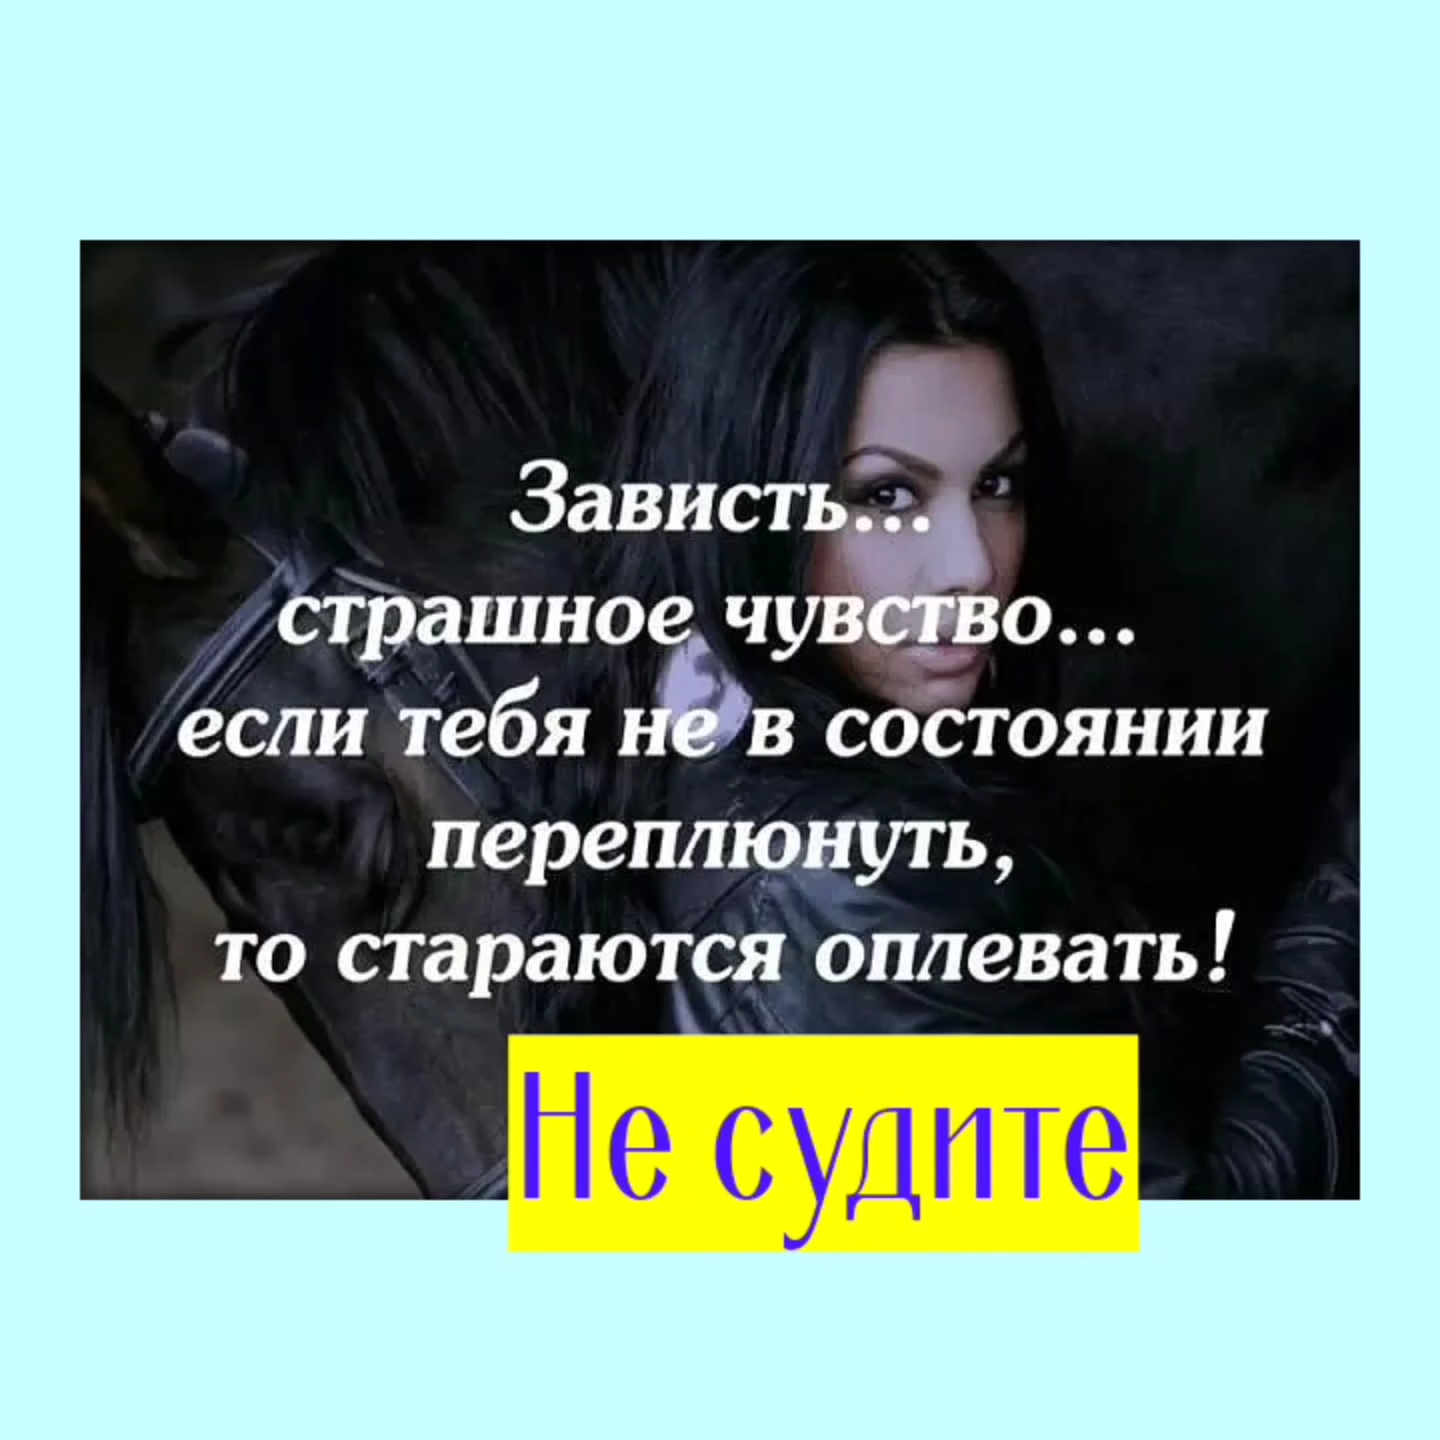 Зависть...
страшное чувство...
если тебя не в состоянии
переплюнуть,
то стараются оплевать!
Не судите